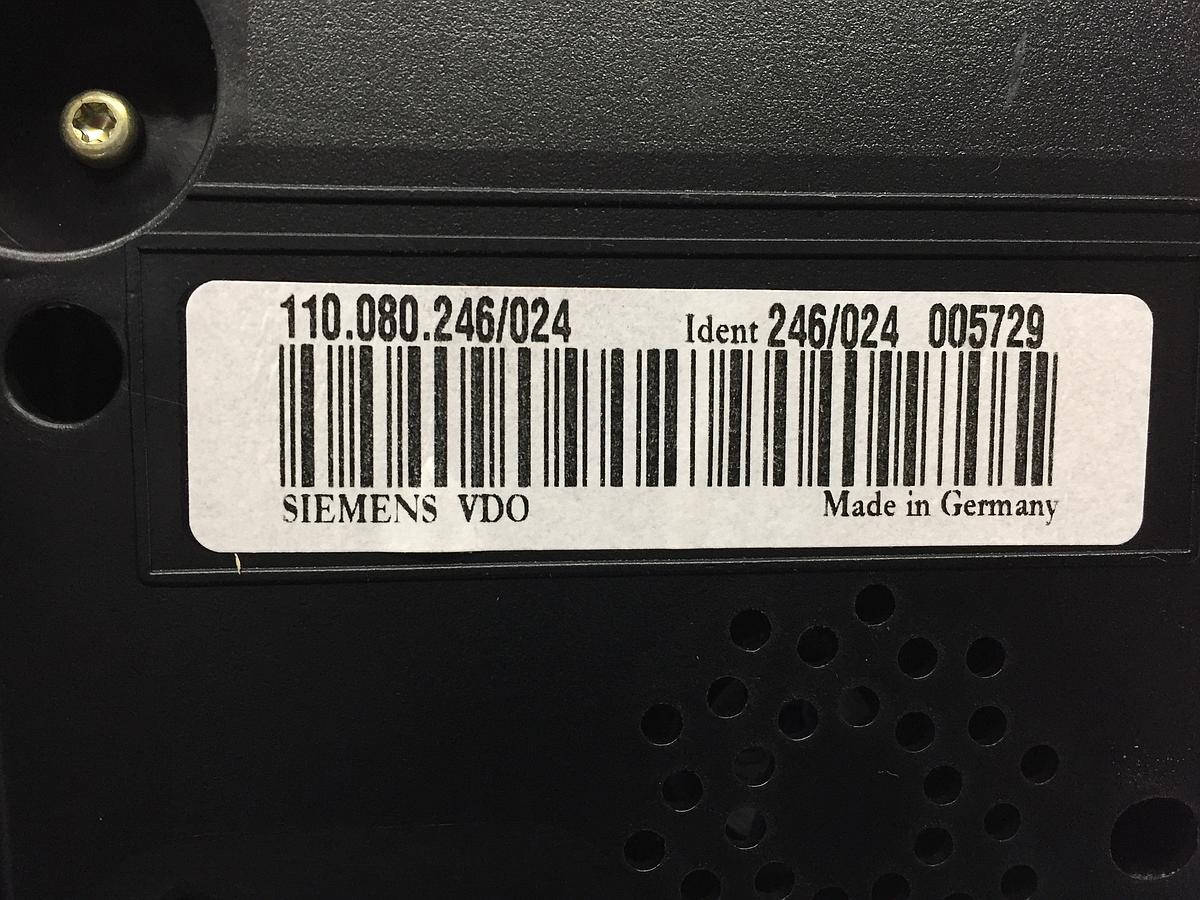 110.080.246/024 Ident 246/024 005729
SIEMENS VDO Made in Germany